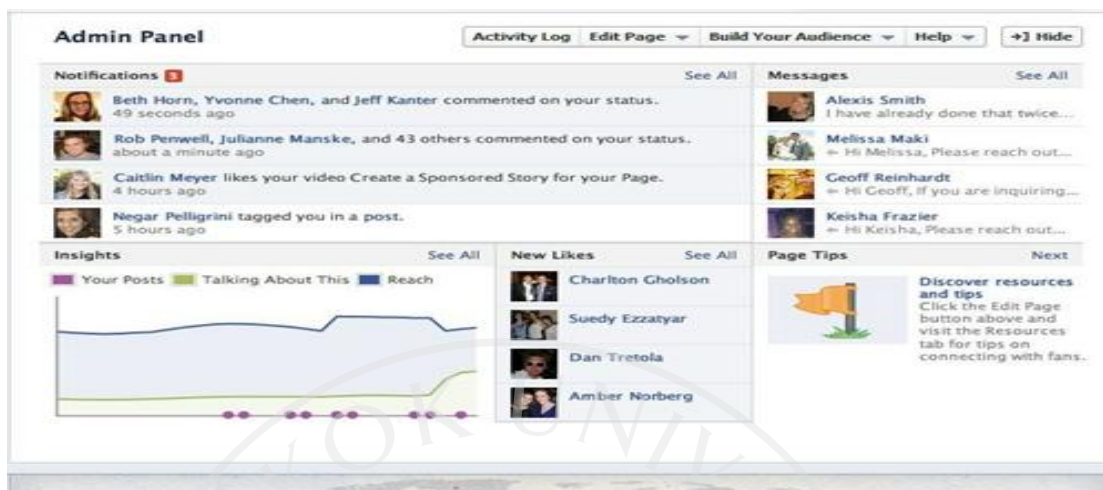 Admin Panel
Activity Log Edit Page Build Your Audience Help Hide
Notifications 3 See All
Beth Horn, Yvonne Chen, and Jeff Kanter commented on your status.
49 seconds ago
Rob Penwell, Julianne Manske, and 43 others commented on your status.
about a minute ago
Caitlin Meyer likes your video Create a Sponsored Story for your Page.
4 hours ago
Negar Pelligrini tagged you in a post.
5 hours ago
Messages See All
Alexis Smith
I have already done that twice...
Melissa Maki
Hi Melissa, Please reach out...
Geoff Reinhardt
Hi Geoff, If you are inquiring...
Keisha Frazier
Hi Keisha, Please reach out...
Insights See All
Your Posts Talking About This Reach
New Likes See All
Charlton Gholson
Suedy Ezzatyar
Dan Tretola
Amber Norberg
Page Tips Next
Discover resources
and tips
Click the Edit Page
button above and
visit the Resources
tab for tips on
connecting with fans.
KOK UNIV